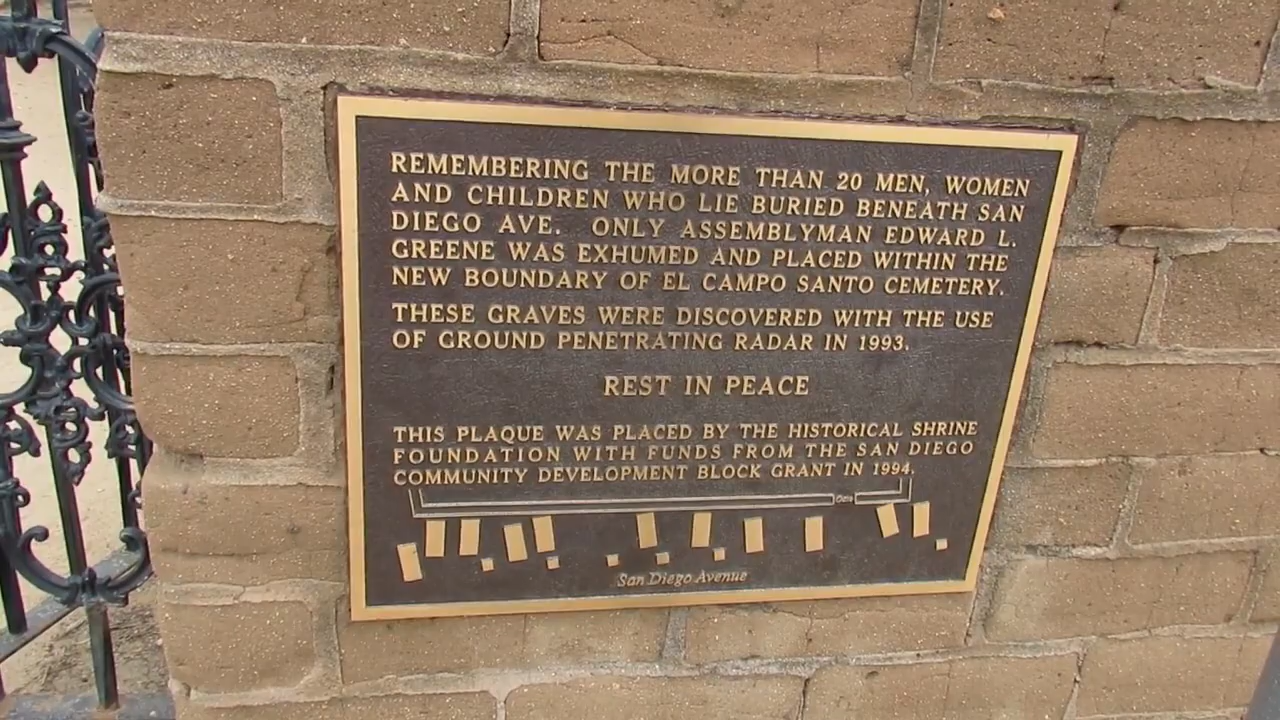 REMEMBERING THE MORE THAN 20 MEN, WOMEN
AND CHILDREN WHO LIE BURIED BENEATH SAN
DIEGO AVE. ONLY ASSEMBLYMAN EDWARD L.
GREENE WAS EXHUMED AND PLACED WITHIN THE
NEW BOUNDARY OF EL CAMPO SANTO CEMETERY.
THESE GRAVES WERE DISCOVERED WITH THE USE
OF GROUND PENETRATING RADAR IN 1993.
REST IN PEACE
THIS PLAQUE WAS PLACED BY THE HISTORICAL SHRINE
FOUNDATION WITH FUNDS FROM THE SAN DIEGO
COMMUNITY DEVELOPMENT BLOCK GRANT IN 1994.
San Diego Avenue